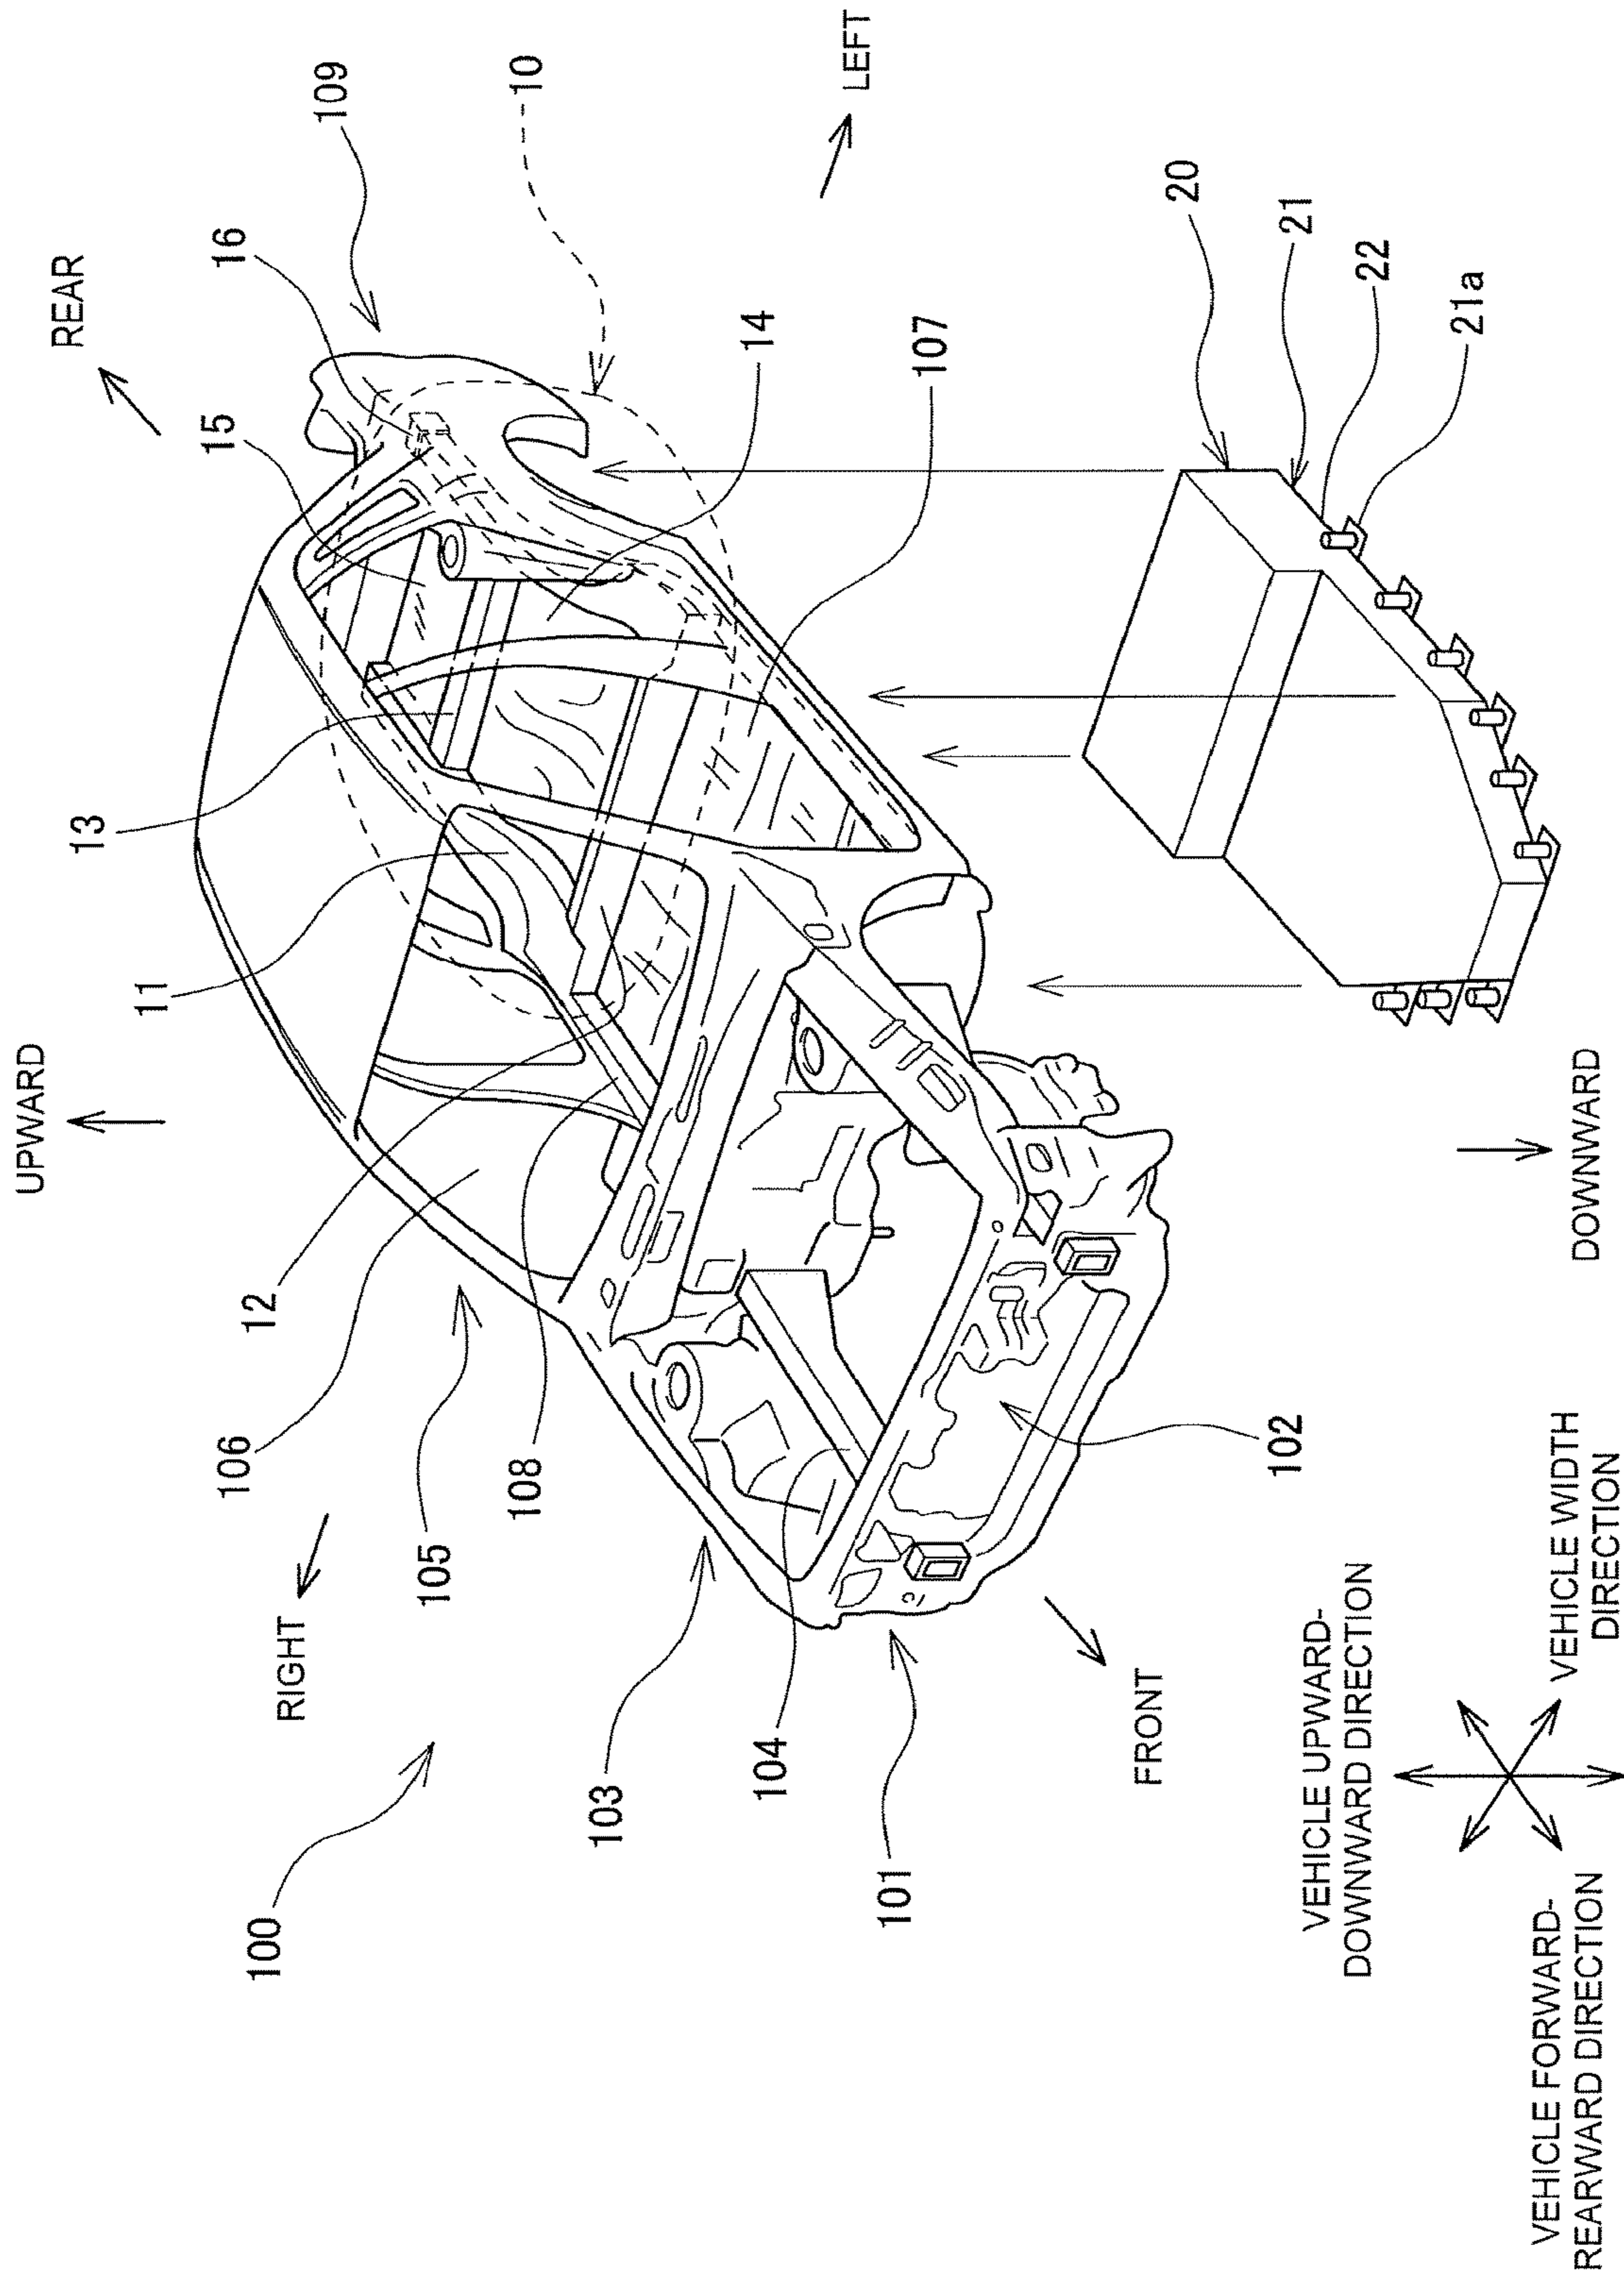 REAR
109
10
LEFT
16
15
14
107
20
21
22
21a
13
11
UPWARD
12
106
108
105
RIGHT
103
104
101
102
100
FRONT
DOWNWARD
VEHICLE UPWARD-
DOWNWARD DIRECTION
VEHICLE WIDTH
DIRECTION
VEHICLE FORWARD-
REARWARD DIRECTION